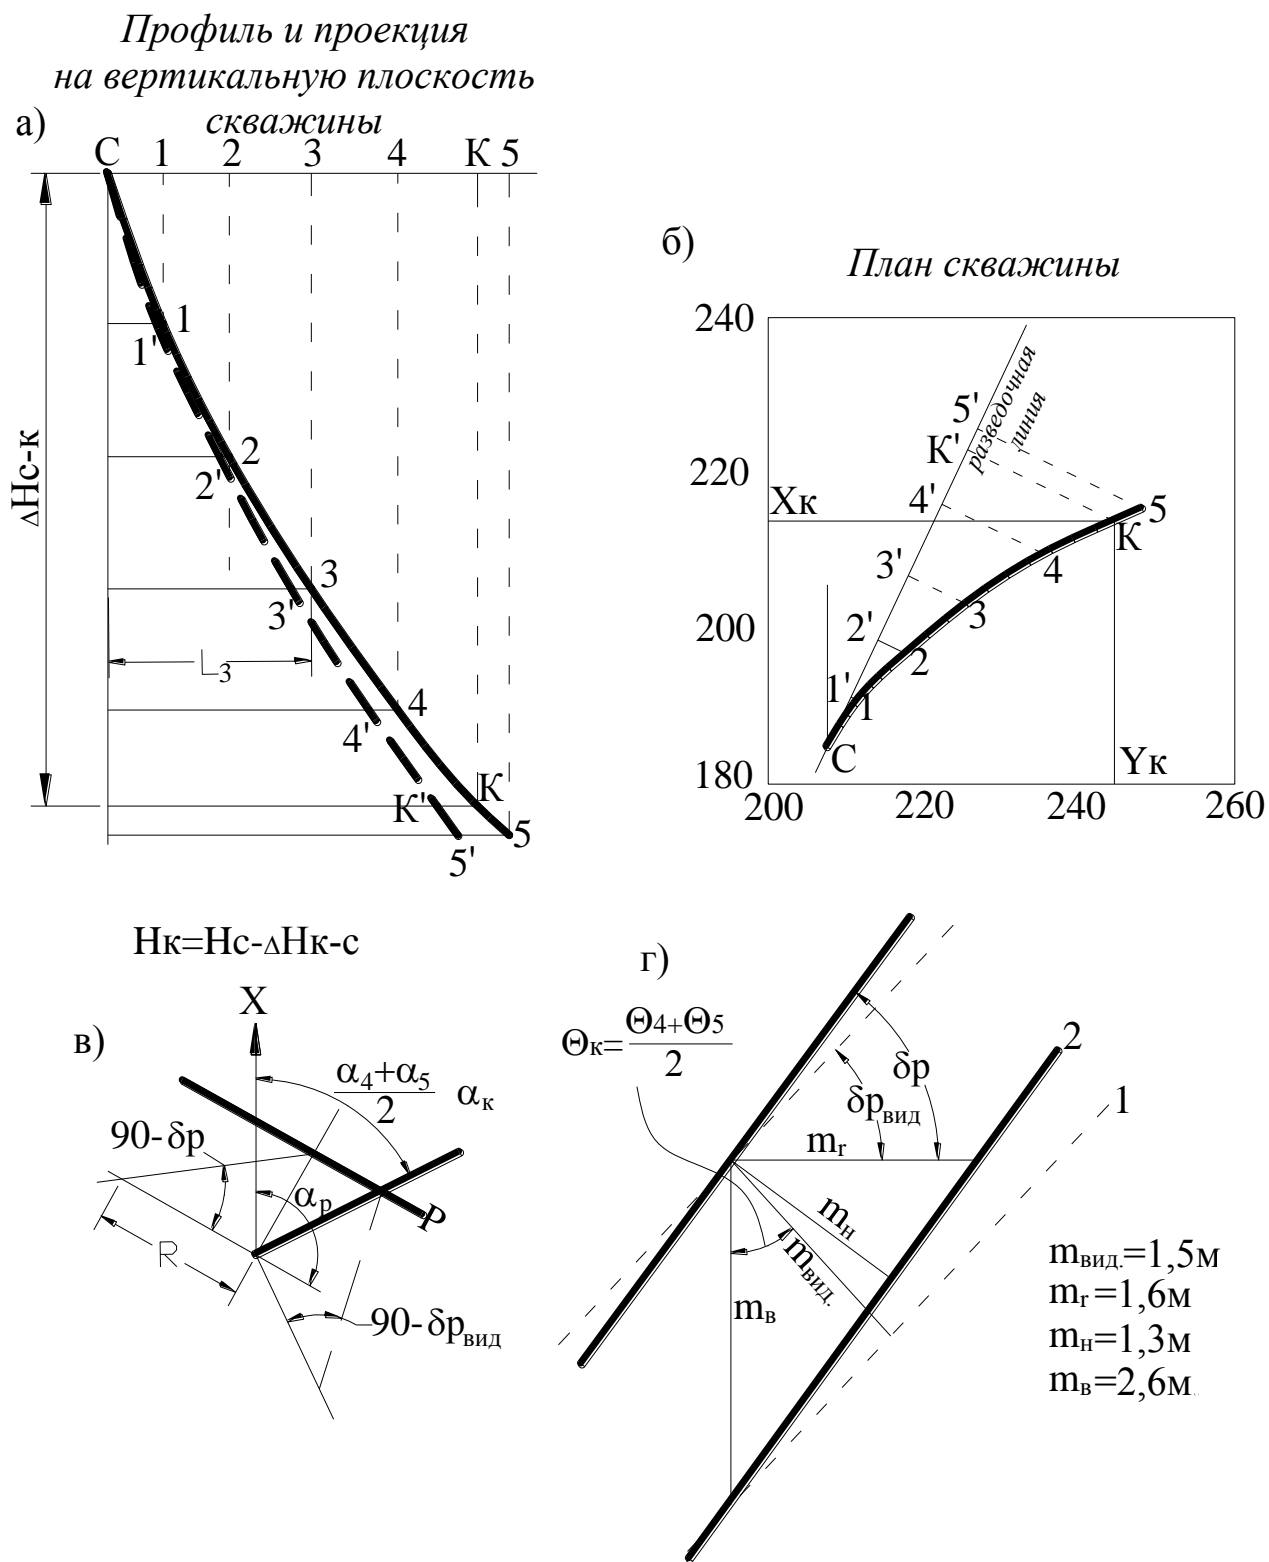 Профиль и проекция
на вертикальную плоскость
скважины
а)
С 1 2 3 4 К 5
ΔНс-к
1
1'
2
2'
3
3'
L3
4
4'
К
К'
5
5'
б)
План скважины
240
220
200
180
200 220 240 260
разведочная
линия
5'
К'
4'
3'
2'
1'
Хк
5
К
4
3
2
1
С
Yк
Нк=Нс-ΔНк-с
в)
X
α4+α5
2
αк
90-δр
αр
Р
R
90-δрвид
г)
Θк=Θ4+Θ5
2
δр
δрвид
2
1
mг
mн
mвид.
mв
mвид.=1,5м
mг=1,6м
mн=1,3м
mв=2,6м.